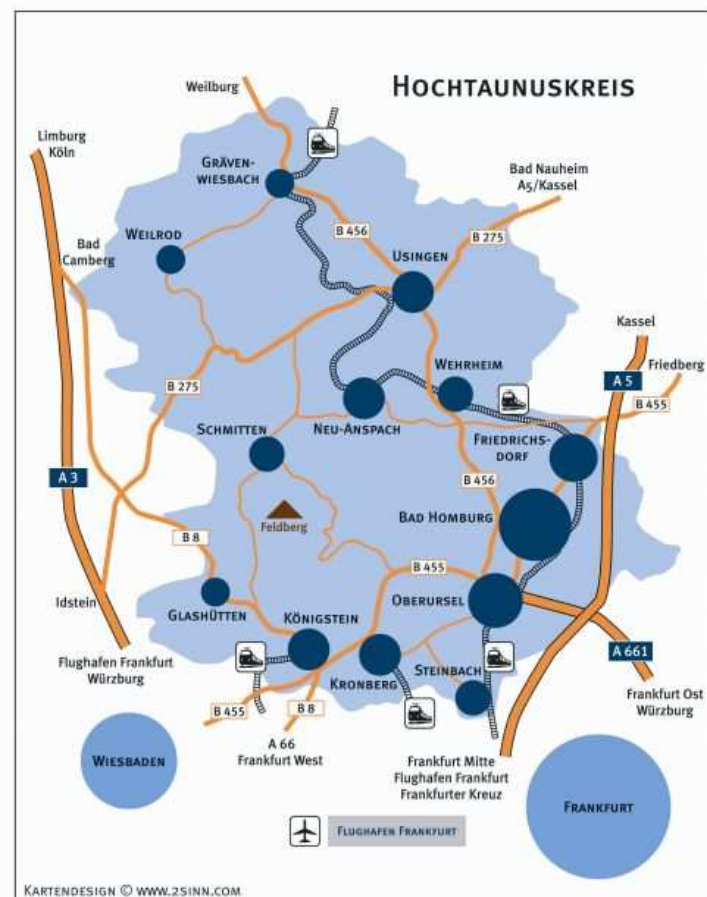 Hochtaunuskreis
Weilburg
Limburg
Köln
Gräven-
wiesbach
Bad Nauheim
A5/Kassel
Weilrod
B 456
B 275
Bad
Camberg
Usingen
Kassel
Wehrheim
A 5
Friedberg
B 275
B 455
Schmitten
Neu-Anspach
Friedrichs-
dorf
A 3
B 456
Feldberg
Bad Homburg
B 8
B 455
Idstein
Glashütten
Königstein
Oberursel
Flughafen Frankfurt
Würzburg
Kronberg
Steinbach
A 661
B 455
B 8
Frankfurt Ost
Würzburg
A 66
Frankfurt West
Wiesbaden
Frankfurt Mitte
Flughafen Frankfurt
Frankfurter Kreuz
Frankfurt
Flughafen Frankfurt
Kartendesign © www.2sinn.com